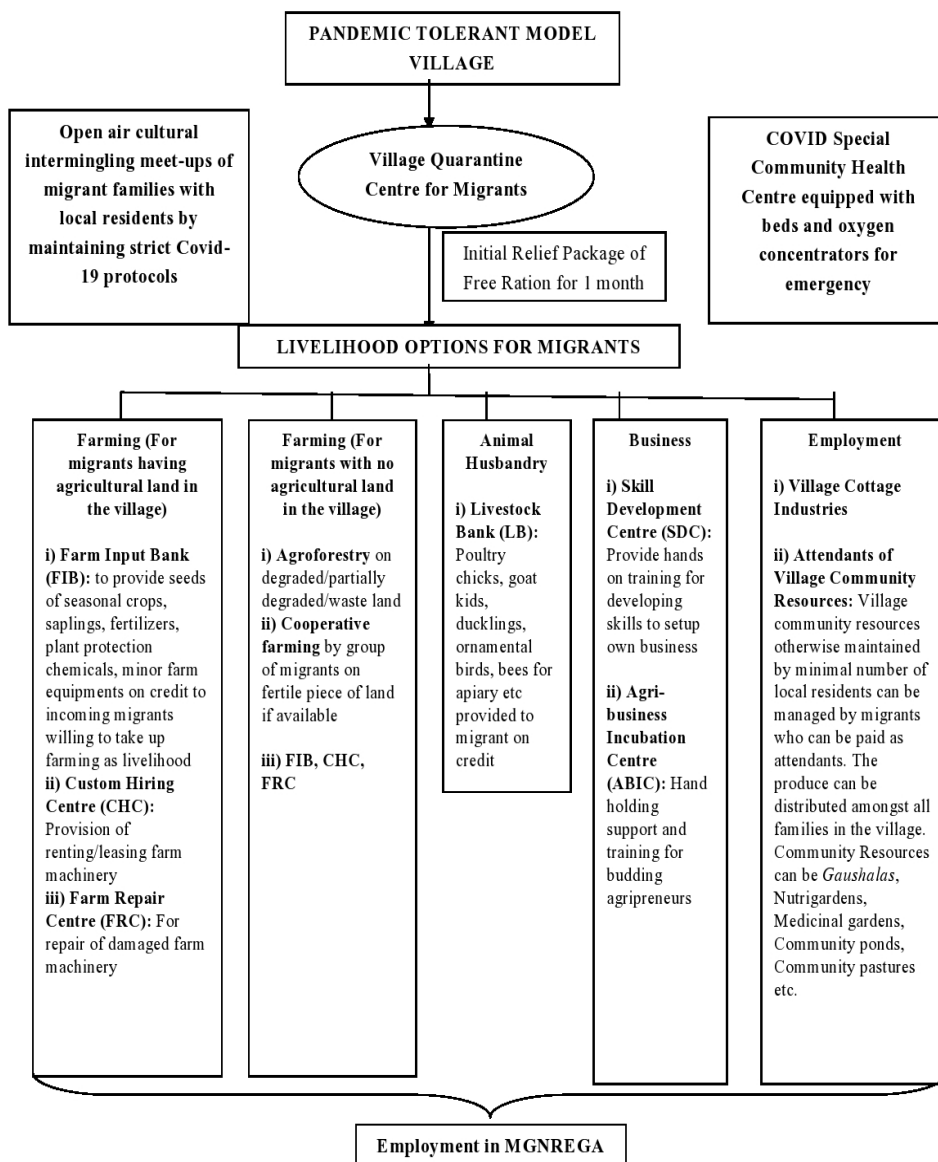 PANDEMIC TOLERANT MODEL
VILLAGE
Open air cultural
intermingling meet-ups of
migrant families with
local residents by
maintaining strict Covid-
19 protocols
Village Quarantine
Centre for Migrants
COVID Special
Community Health
Centre equipped with
beds and oxygen
concentrators for
emergency
Initial Relief Package of
Free Ration for 1 month
LIVELIHOOD OPTIONS FOR MIGRANTS
Farming (For
migrants having
agricultural land in
the village)
i) Farm Input Bank
(FIB): to provide seeds
of seasonal crops,
saplings, fertilizers,
plant protection
chemicals, minor farm
equipments on credit to
incoming migrants
willing to take up
farming as livelihood
ii) Custom Hiring
Centre (CHC):
Provision of
renting/leasing farm
machinery
iii) Farm Repair
Centre (FRC): For
repair of damaged farm
machinery
Farming (For
migrants with no
agricultural land
in the village)
i) Agroforestry on
degraded/partially
degraded/waste land
ii) Cooperative
farming by group
of migrants on
fertile piece of land
if available
iii) FIB, CHC,
FRC
Animal
Husbandry
i) Livestock
Bank (LB):
Poultry
chicks, goat
kids,
ducklings,
ornamental
birds, bees for
apiary etc
provided to
migrant on
credit
Business
i) Skill
Development
Centre (SDC):
Provide hands
on training for
developing
skills to setup
own business
ii) Agri-
business
Incubation
Centre
(ABIC): Hand
holding
support and
training for
budding
agripreneurs
Employment
i) Village Cottage
Industries
ii) Attendants of
Village Community
Resources: Village
community resources
otherwise maintained
by minimal number of
local residents can be
managed by migrants
who can be paid as
attendants. The
produce can be
distributed amongst all
families in the village.
Community Resources
can be Gaushalas,
Nutrigardens,
Medicinal gardens,
Community ponds,
Community pastures
etc.
Employment in MGNREGA